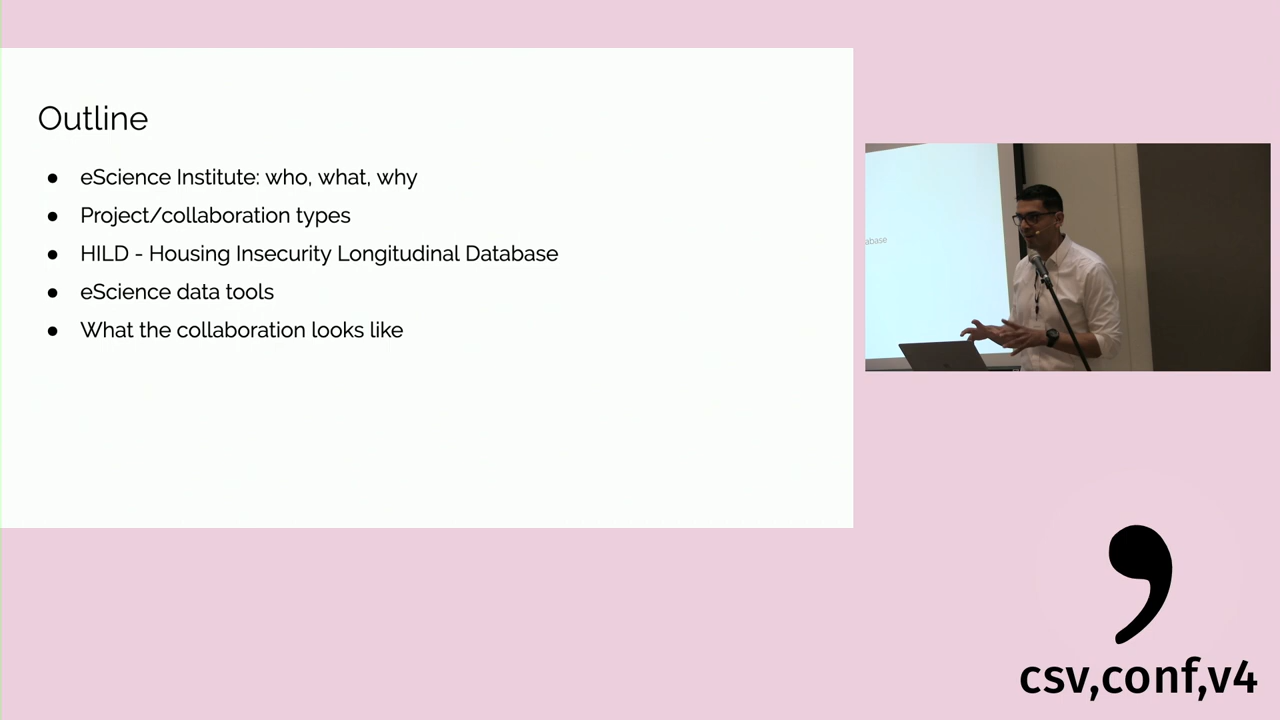 Outline
● eScience Institute: who, what, why
● Project/collaboration types
● HILD - Housing Insecurity Longitudinal Database
● eScience data tools
● What the collaboration looks like
abase
,
csv,conf,v4